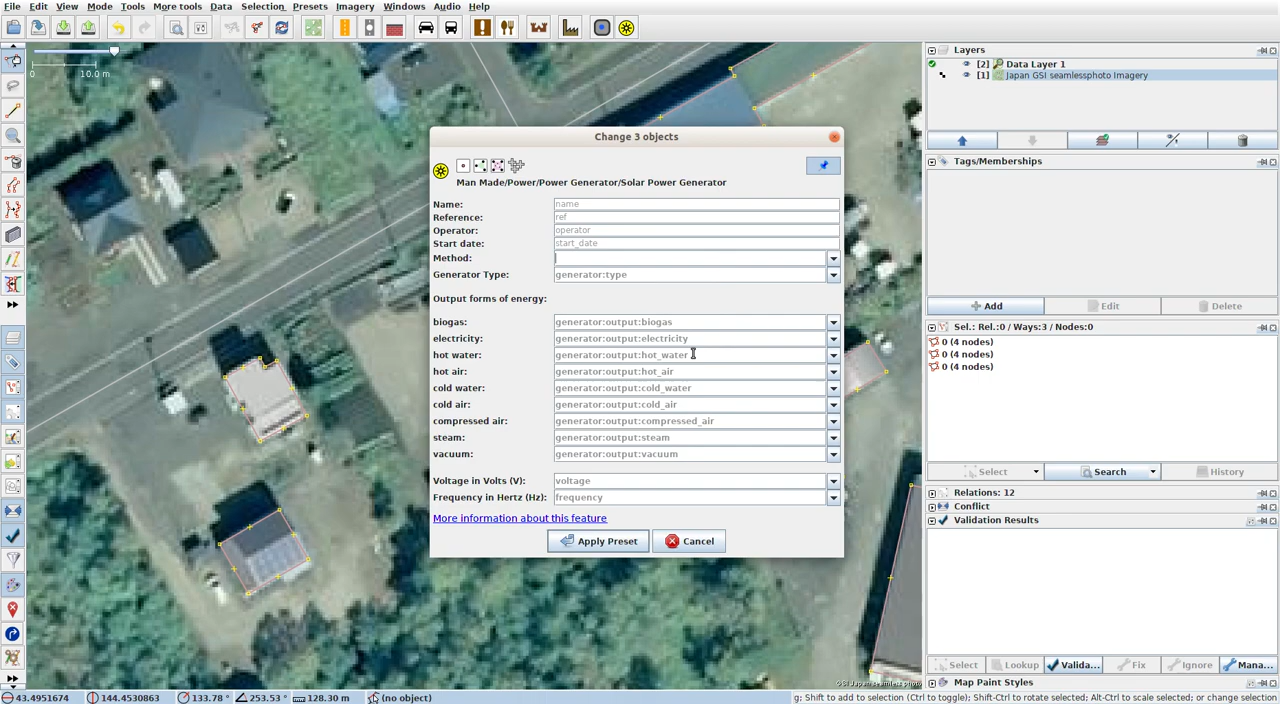 File Edit View Mode Tools More tools Data Selection Presets Imagery Windows Audio Help
0 10.0 m
Change 3 objects
Man Made/Power/Power Generator/Solar Power Generator
Name: name
Reference: ref
Operator: operator
Start date: start_date
Method:
Generator Type: generator:type
Output forms of energy:
biogas: generator:output:biogas
electricity: generator:output:electricity
hot water: generator:output:hot_water
hot air: generator:output:hot_air
cold water: generator:output:cold_water
cold air: generator:output:cold_air
compressed air: generator:output:compressed_air
steam: generator:output:steam
vacuum: generator:output:vacuum
Voltage in Volts (V): voltage
Frequency in Hertz (Hz): frequency
More information about this feature
Apply Preset Cancel
Layers
[2] Data Layer 1
[1] Japan GSI seamlessphoto Imagery
Tags/Memberships
Add Edit Delete
Sel.: Rel.:0 / Ways:3 / Nodes:0
0 (4 nodes)
0 (4 nodes)
0 (4 nodes)
Select Search History
Relations: 12
Conflict
Validation Results
Select Lookup Valida... Fix Ignore Mana...
Map Paint Styles
GSI Japan seamless photo
43.4951674 144.4530863 133.78 ° 253.53 ° 128.30 m (no object) g; Shift to add to selection (Ctrl to toggle); Shift-Ctrl to rotate selected; Alt-Ctrl to scale selected; or change selection